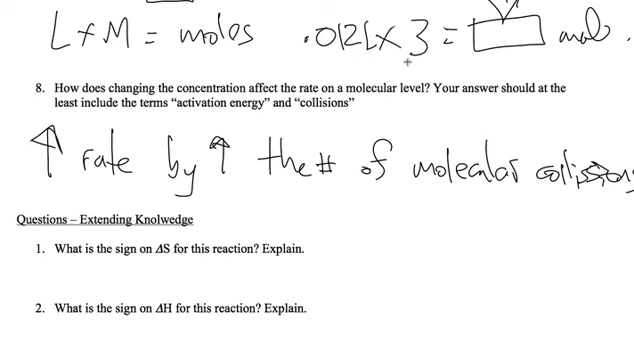 L x M = moles .012L x 3 = mol.
8. How does changing the concentration affect the rate on a molecular level? Your answer should at the
least include the terms “activation energy” and “collisions”
↑ rate by ↑ the # of molecular collisions
Questions – Extending Knolwedge
1. What is the sign on ΔS for this reaction? Explain.
2. What is the sign on ΔH for this reaction? Explain.